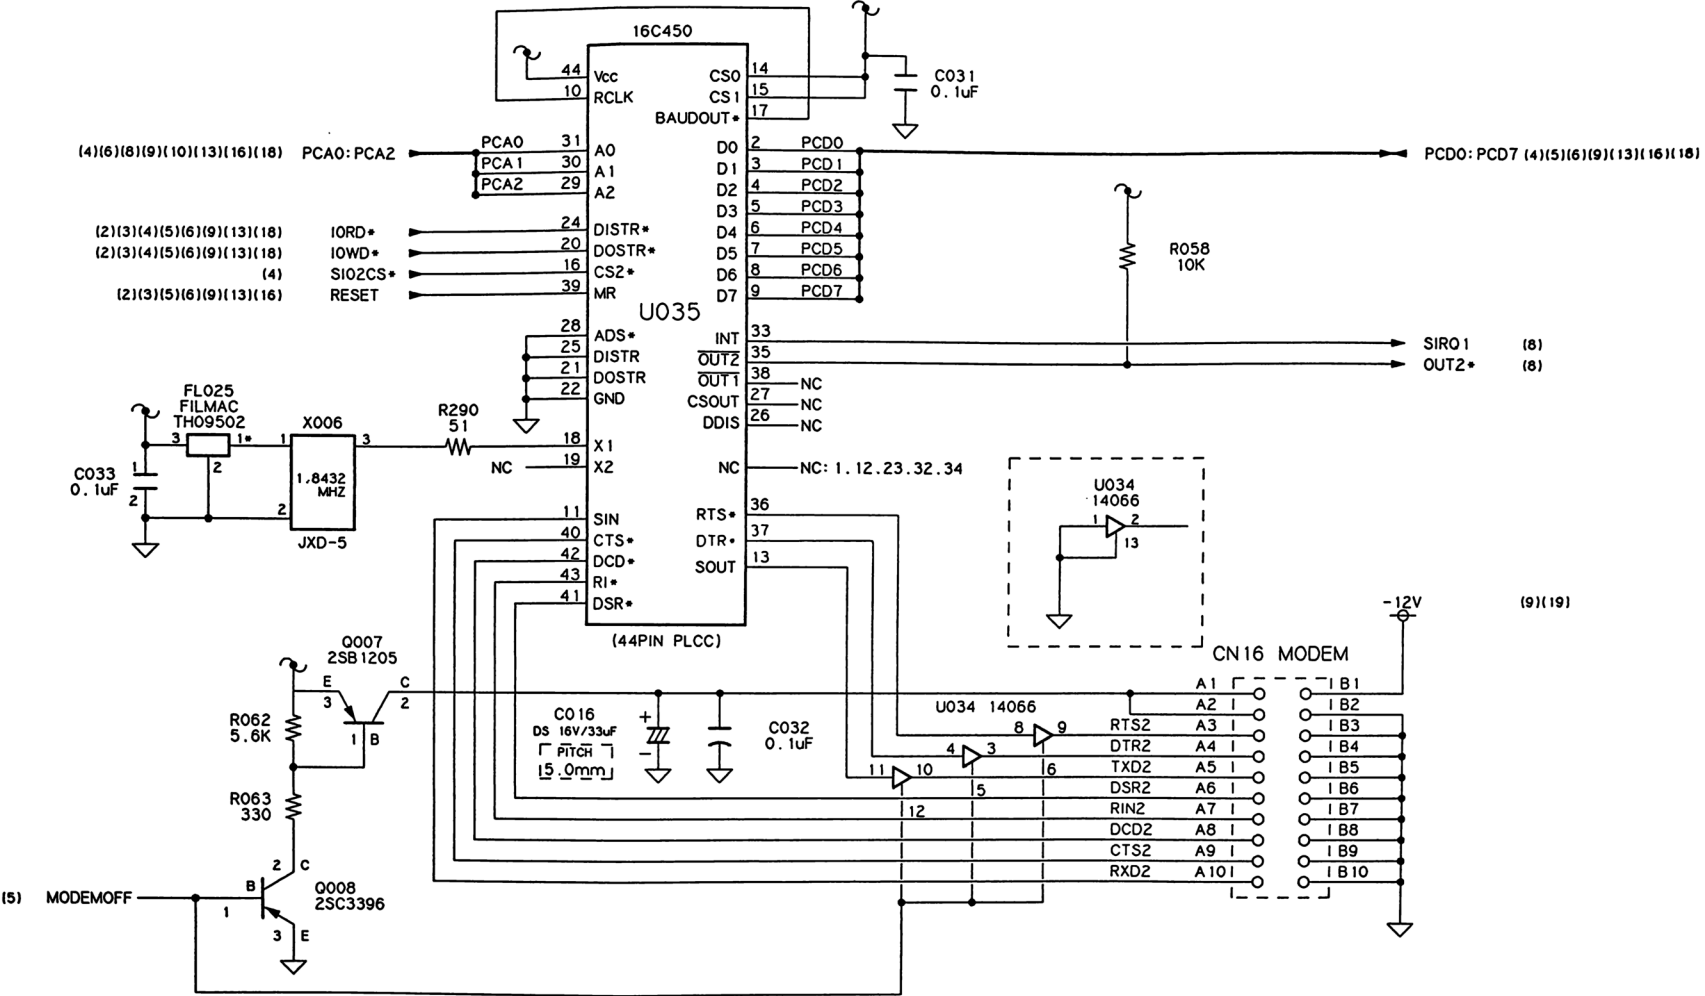 16C450
44 Vcc CS0 14
10 RCLK CS1 15
BAUDOUT* 17
C031
0.1uF
(4)(6)(8)(9)(10)(13)(16)(18) PCA0:PCA2 PCA0 31 A0 D0 2 PCD0 PCD0:PCD7 (4)(5)(6)(9)(13)(16)(18)
PCA1 30 A1 D1 3 PCD1
PCA2 29 A2 D2 4 PCD2
D3 5 PCD3
(2)(3)(4)(5)(6)(9)(13)(18) IORD* 24 DISTR* D4 6 PCD4
(2)(3)(4)(5)(6)(9)(13)(18) IOWD* 20 DOSTR* D5 7 PCD5
(4) SIO2CS* 16 CS2* D6 8 PCD6
(2)(3)(5)(6)(9)(13)(16) RESET 39 MR D7 9 PCD7
R058
10K
U035
28 ADS* INT 33 SIRQ1 (8)
25 DISTR OUT2 35 OUT2* (8)
21 DOSTR OUT1 38 NC
22 GND CSOUT 27 NC
DDIS 26 NC
FL025
FILMAC
TH09502
X006
R290
51
3 1* 2 1 3 18 X1
NC 19 X2 NC NC:1.12.23.32.34
C033
0.1uF
1
2
1.8432
MHZ
2
JXD-5
U034
14066
1 2
13
11 SIN RTS* 36
40 CTS* DTR* 37
42 DCD* SOUT 13
43 RI*
41 DSR*
(44PIN PLCC)
-12V (9)(19)
Q007
2SB1205
E C
3 2
1 B
R062
5.6K
R063
330
C016
DS 16V/33uF
PITCH
5.0mm
+
-
C032
0.1uF
U034 14066
CN16 MODEM
A1 B1
A2 B2
8 9 RTS2 A3 B3
4 3 DTR2 A4 B4
11 10 6 TXD2 A5 B5
5 DSR2 A6 B6
12 RIN2 A7 B7
DCD2 A8 B8
CTS2 A9 B9
RXD2 A10 B10
2 C
(5) MODEMOFF B
1
Q008
2SC3396
3 E